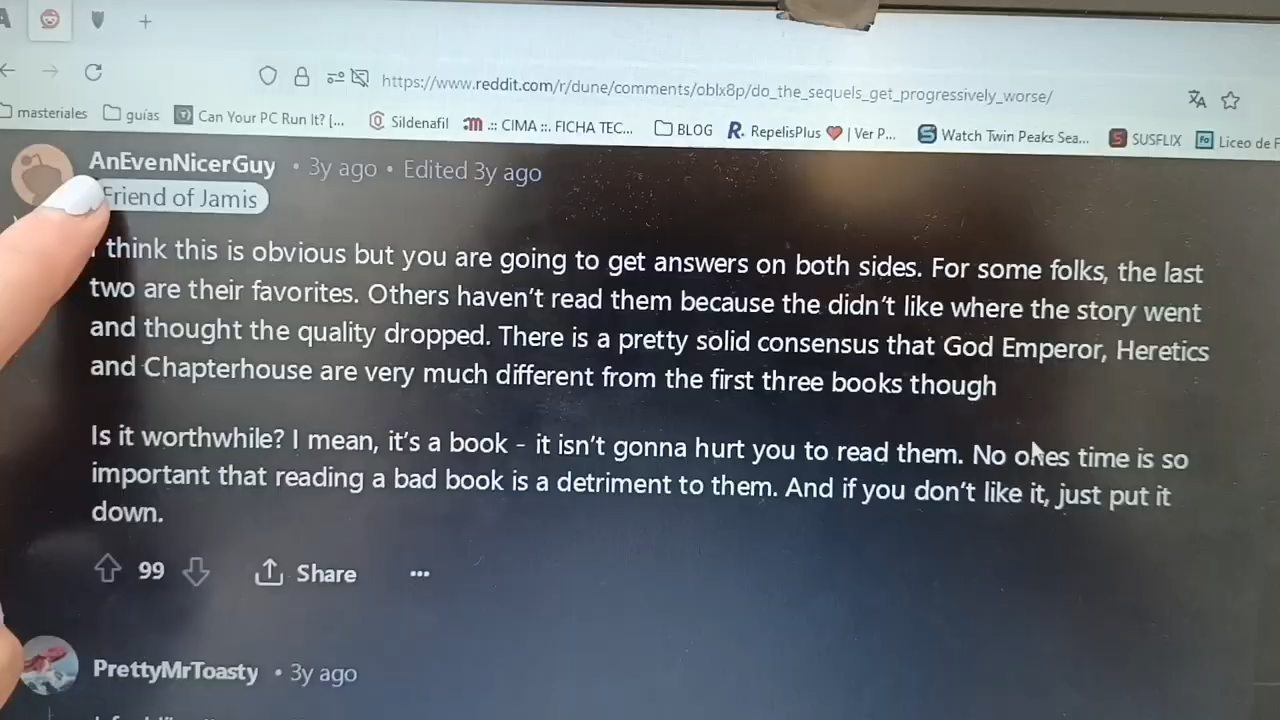 https://www.reddit.com/r/dune/comments/oblx8p/do_the_sequels_get_progressively_worse/
masteriales guías Can Your PC Run It? [... Sildenafil .:: CIMA ::. FICHA TEC... BLOG RepelisPlus ❤ | Ver P... Watch Twin Peaks Sea... SUSFLIX Liceo de F
AnEvenNicerGuy • 3y ago • Edited 3y ago
Friend of Jamis
I think this is obvious but you are going to get answers on both sides. For some folks, the last
two are their favorites. Others haven't read them because the didn't like where the story went
and thought the quality dropped. There is a pretty solid consensus that God Emperor, Heretics
and Chapterhouse are very much different from the first three books though
Is it worthwhile? I mean, it's a book - it isn't gonna hurt you to read them. No ones time is so
important that reading a bad book is a detriment to them. And if you don't like it, just put it
down.
99 Share ...
PrettyMrToasty • 3y ago